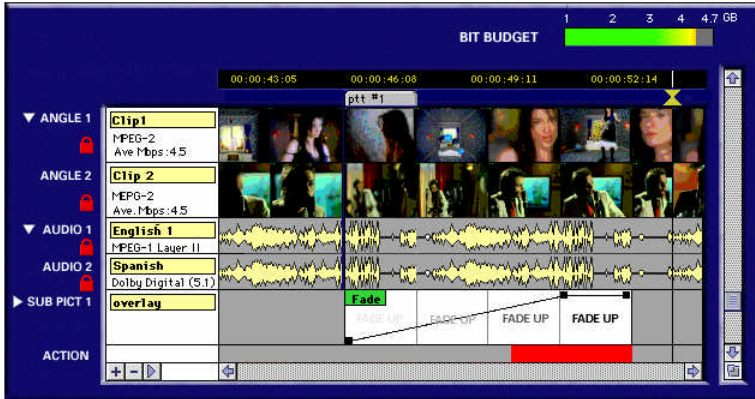 1 2 3 4 4.7 GB
BIT BUDGET
00:00:43:05 00:00:46:08 00:00:49:11 00:00:52:14
ptt #1
ANGLE 1
Clip1
MPEG-2
Ave Mbps:4.5
ANGLE 2
Clip 2
MEPG-2
Ave. Mbps:4.5
AUDIO 1
English 1
MPEG-1 Layer II
AUDIO 2
Spanish
Dolby Digital (5.1)
SUB PICT 1
overlay
Fade
FADE UP FADE UP FADE UP FADE UP
ACTION